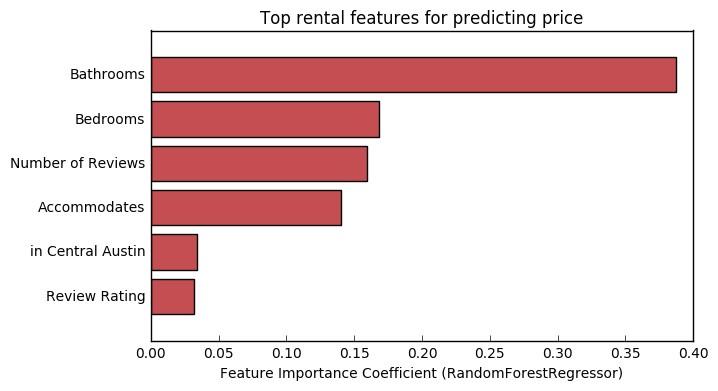 Top rental features for predicting price
Bathrooms
Bedrooms
Number of Reviews
Accommodates
in Central Austin
Review Rating
0.00 0.05 0.10 0.15 0.20 0.25 0.30 0.35 0.40
Feature Importance Coefficient (RandomForestRegressor)